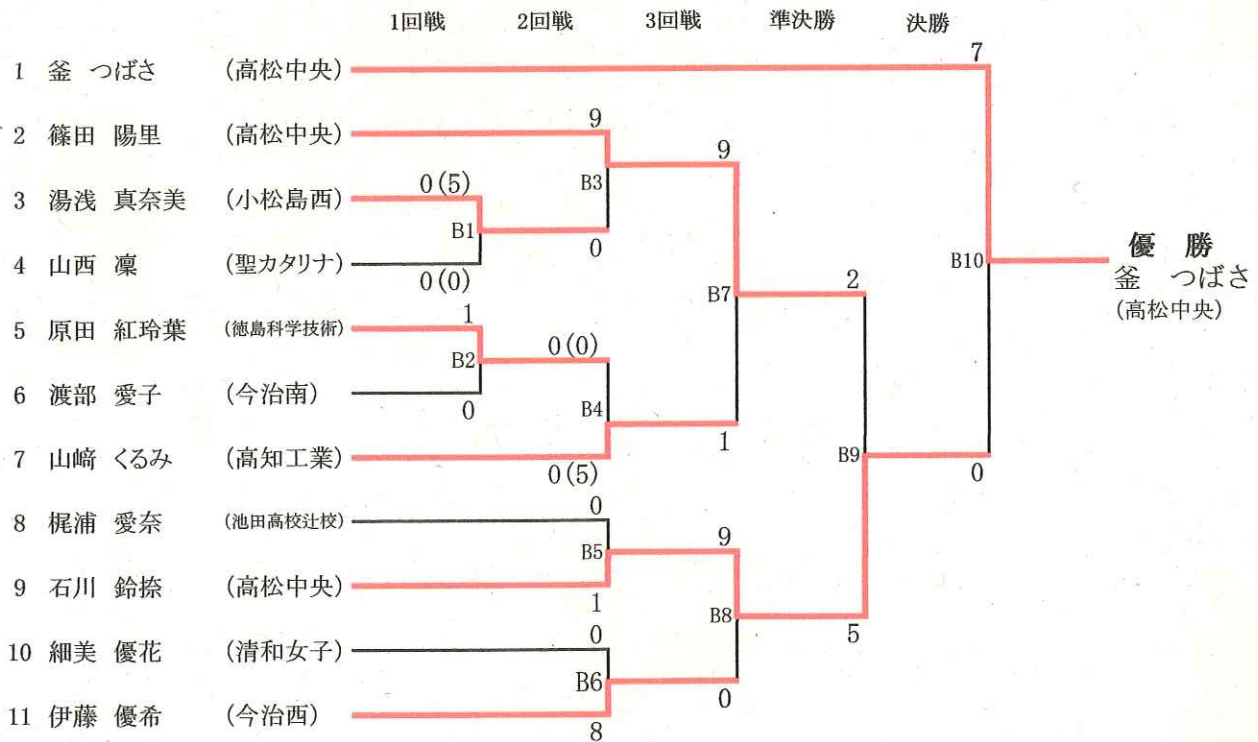 1回戦 2回戦 3回戦 準決勝 決勝
7
1 釜 つばさ (高松中央)
9
2 篠田 陽里 (高松中央)
9
B3
0(5)
3 湯浅 真奈美 (小松島西)
B1
0
4 山西 凜 (聖カタリナ)
0(0)
B10
優 勝
釜 つばさ
(高松中央)
B7
2
1
5 原田 紅玲葉 (徳島科学技術)
0(0)
B2
6 渡部 愛子 (今治南)
0
B4
1
7 山﨑 くるみ (高知工業)
0(5)
B9
0
0
8 梶浦 愛奈 (池田高校辻校)
9
B5
9 石川 鈴捺 (高松中央)
1
B8
5
0
10 細美 優花 (清和女子)
B6
0
11 伊藤 優希 (今治西)
8